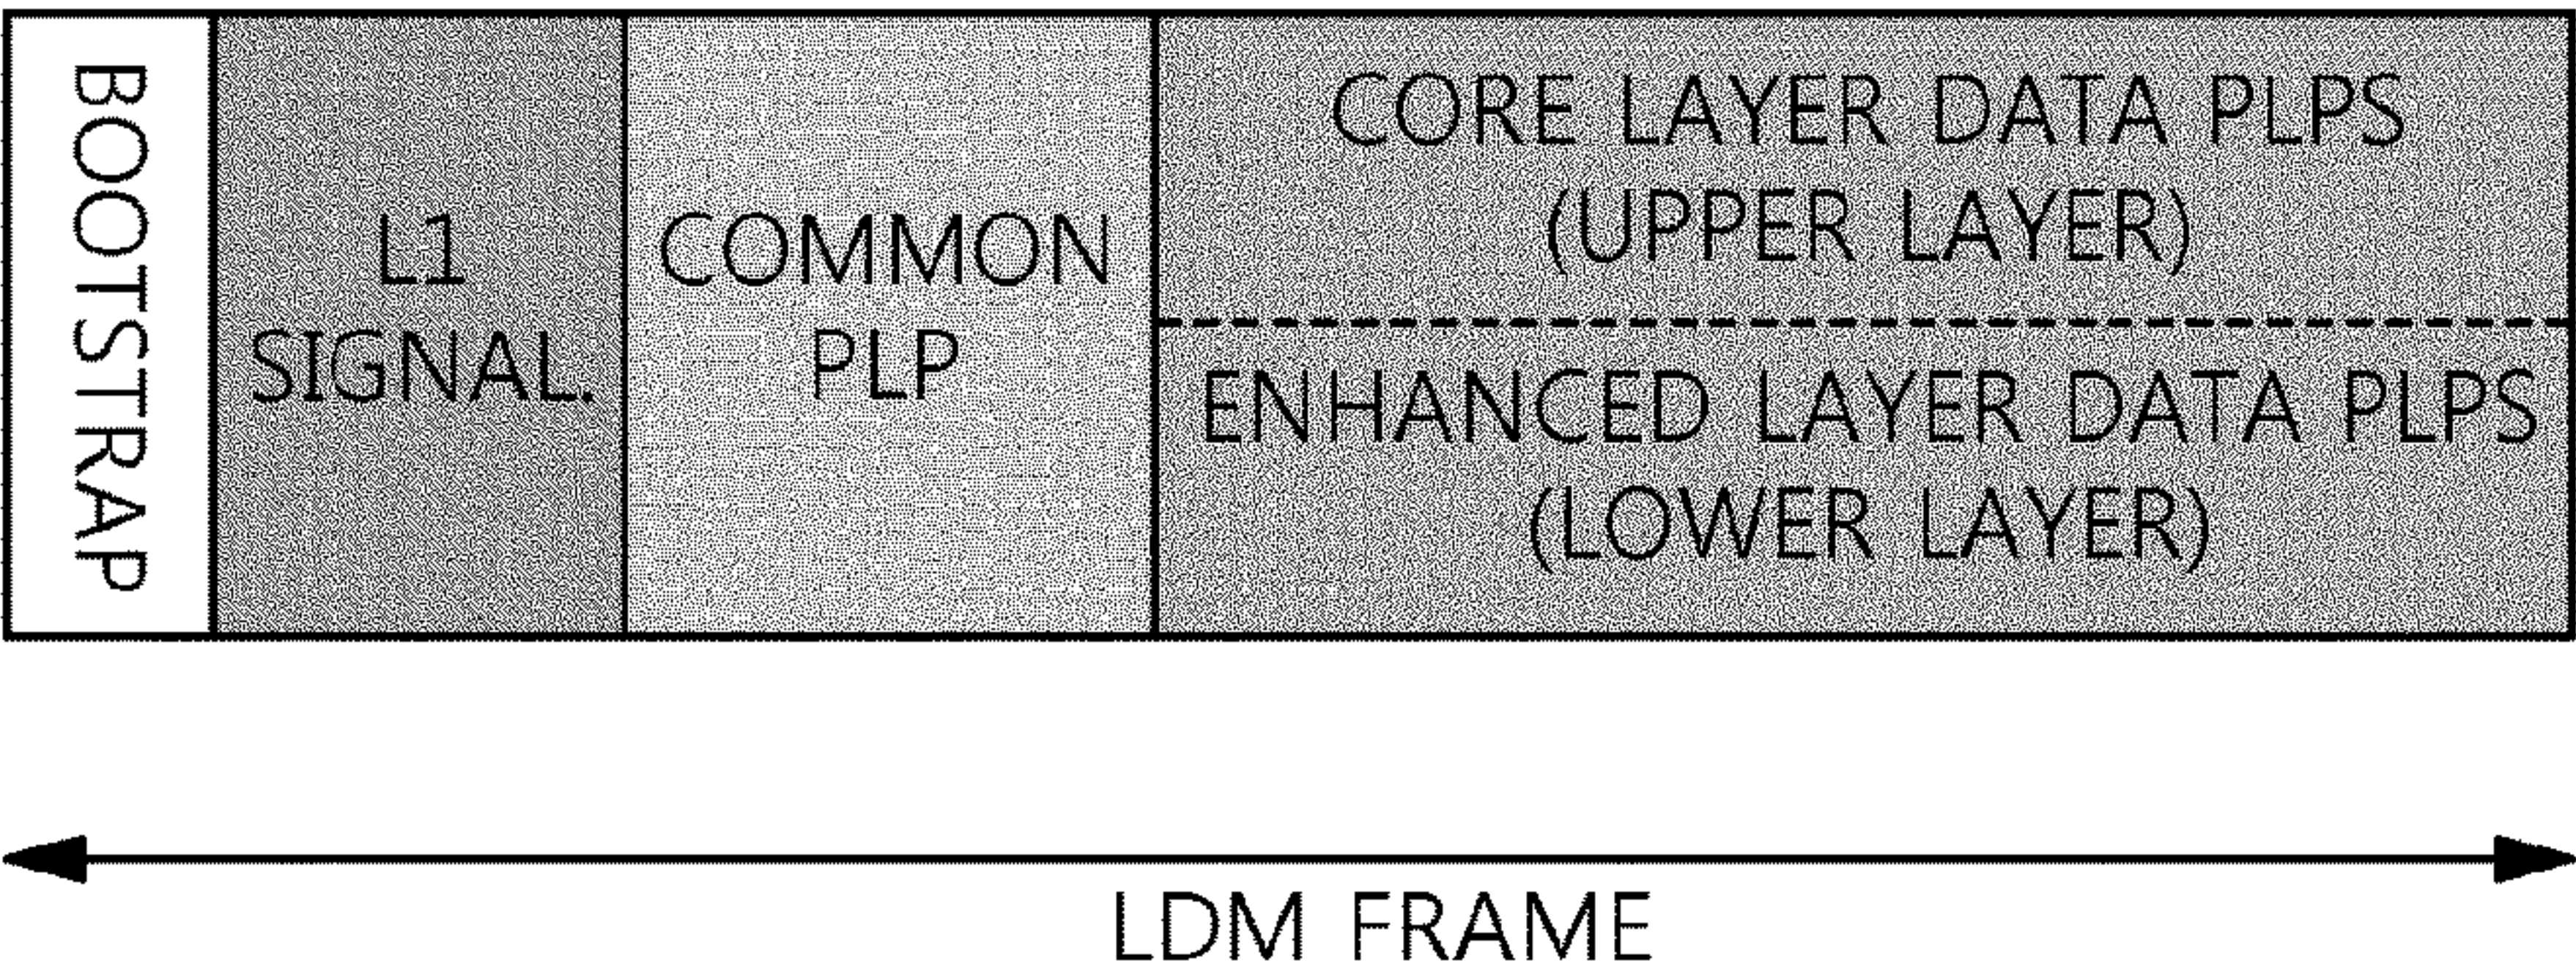 BOOTSTRAP
L1
SIGNAL.
COMMON
PLP
CORE LAYER DATA PLPS
(UPPER LAYER)
ENHANCED LAYER DATA PLPS
(LOWER LAYER)
LDM FRAME